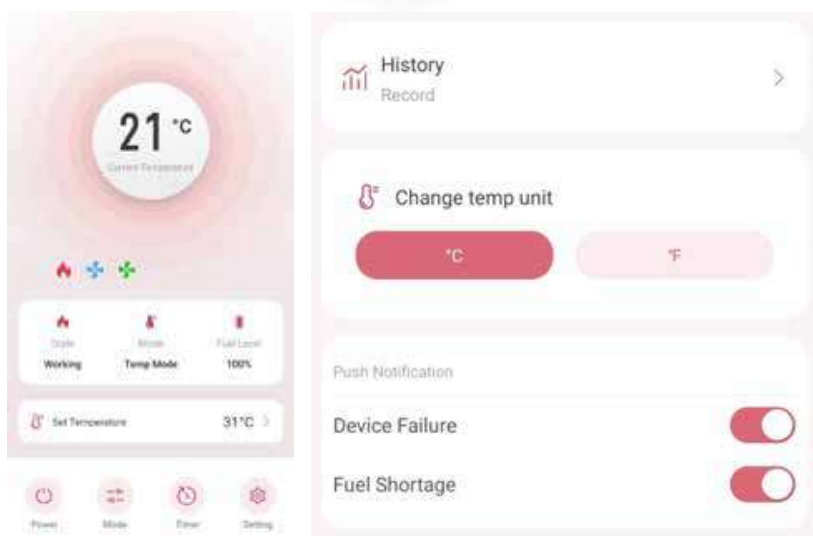 21 °C
Current Temperature
State Mode Fuel Level
Working Temp Mode 100%
Set Temperature 31°C
Power Mode Timer Setting
History
Record
Change temp unit
°C °F
Push Notification
Device Failure
Fuel Shortage